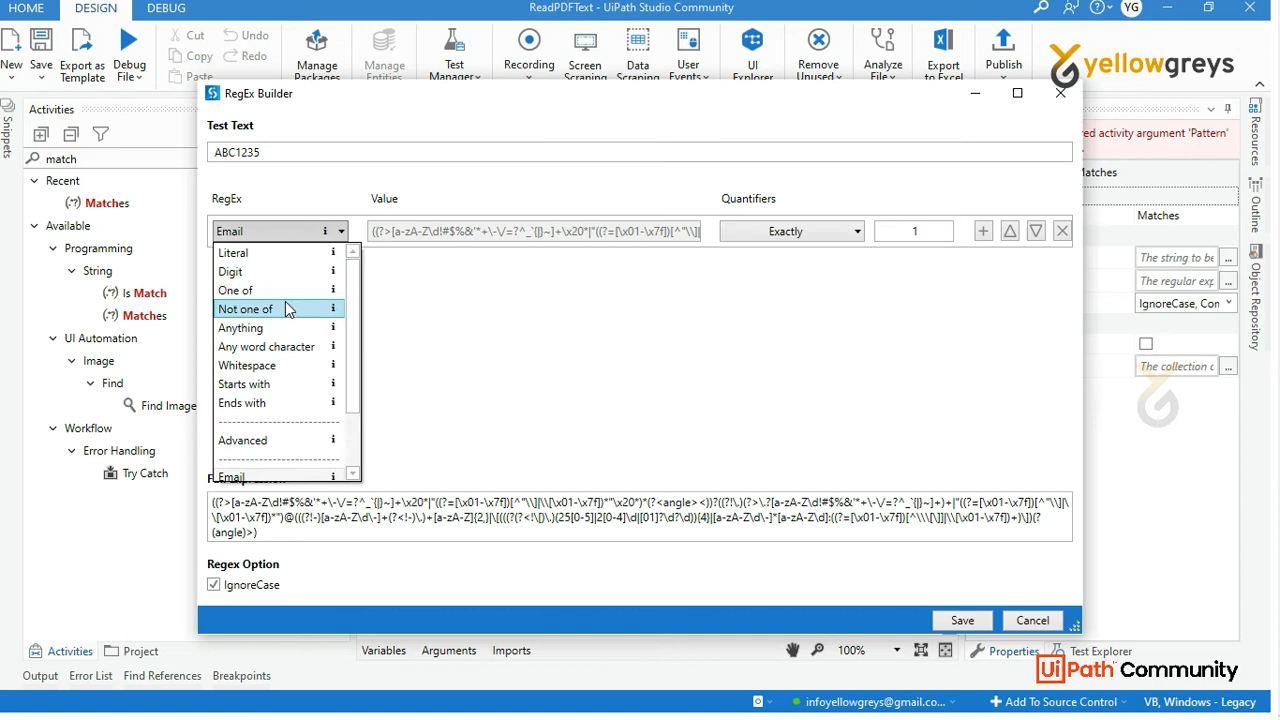 HOME DESIGN DEBUG ReadPDFText - UiPath Studio Community YG
New Save Export as Template Debug File Cut Copy Paste Undo Redo Manage Packages Manage Entities Test Manager Recording Screen Scraping Data Scraping User Events UI Explorer Remove Unused Analyze File Export to Excel Publish
yellowgreys
Snippets
Activities
match
Recent
Matches
Available
Programming
String
Is Match
Matches
UI Automation
Image
Find
Find Image
Workflow
Error Handling
Try Catch
RegEx Builder
Test Text
ABC1235
RegEx Value Quantifiers
Email Exactly 1
Literal
Digit
One of
Not one of
Anything
Any word character
Whitespace
Starts with
Ends with
Advanced
Email
Regex Option
IgnoreCase
Save Cancel
red activity argument 'Pattern'
Matches
Matches
The string to be
The regular exp
IgnoreCase, Con
The collection o
Resources
Outline
Object Repository
Activities Project Variables Arguments Imports 100% Properties Test Explorer
Output Error List Find References Breakpoints
UiPath Community
infoyellowgreys@gmail.co... Add To Source Control VB, Windows - Legacy